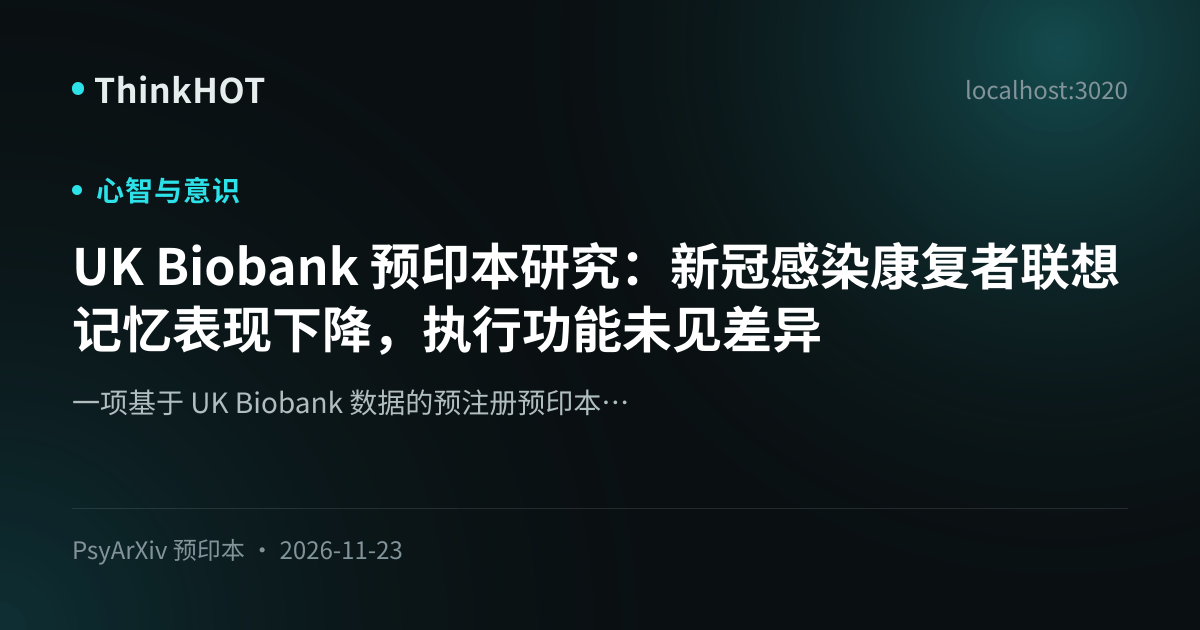 ThinkHOT
localhost:3020
心智与意识
UK Biobank 预印本研究：新冠感染康复者联想
记忆表现下降，执行功能未见差异
一项基于 UK Biobank 数据的预注册预印本…
PsyArXiv 预印本 · 2026-11-23